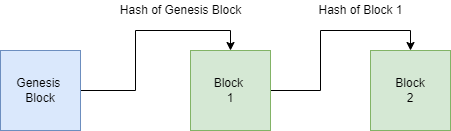 Hash of Genesis Block
Hash of Block 1
Genesis
Block
Block
1
Block
2